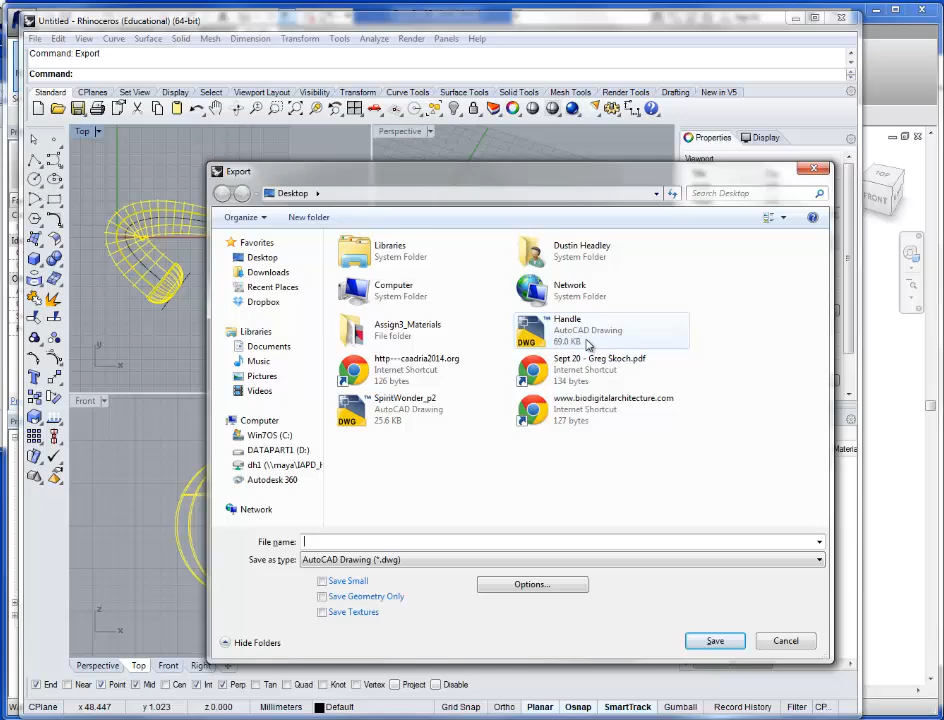 Untitled - Rhinoceros (Educational) (64-bit)
File Edit View Curve Surface Solid Mesh Dimension Transform Tools Analyze Render Panels Help
Command: Export
Command:
Standard CPlanes Set View Display Select Viewport Layout Visibility Transform Curve Tools Surface Tools Solid Tools Mesh Tools Render Tools Drafting New in V5
Top Perspective Properties Display
Viewport
Export
Desktop Search Desktop
Organize New folder
Favorites
Desktop
Downloads
Recent Places
Dropbox
Libraries
Documents
Music
Pictures
Videos
Computer
Win7OS (C:)
DATAPART1 (D:)
dh1 (\\maya\IAPD_H
Autodesk 360
Network
Libraries
System Folder
Dustin Headley
System Folder
Computer
System Folder
Network
System Folder
Assign3_Materials
File folder
Handle
AutoCAD Drawing
69.0 KB
http---caadria2014.org
Internet Shortcut
126 bytes
Sept 20 - Greg Skoch.pdf
Internet Shortcut
134 bytes
SpiritWonder_p2
AutoCAD Drawing
25.6 KB
www.biodigitalarchitecture.com
Internet Shortcut
127 bytes
DWG
DWG
File name:
Save as type: AutoCAD Drawing (*.dwg)
Save Small
Save Geometry Only
Save Textures
Options...
Hide Folders
Save Cancel
TOP
FRONT
Front
y
x
z
x
Perspective Top Front Right
End Near Point Mid Cen Int Perp Tan Quad Knot Vertex Project Disable
CPlane x 48.447 y 1.023 z 0.000 Millimeters Default Grid Snap Ortho Planar Osnap SmartTrack Gumball Record History Filter CP...